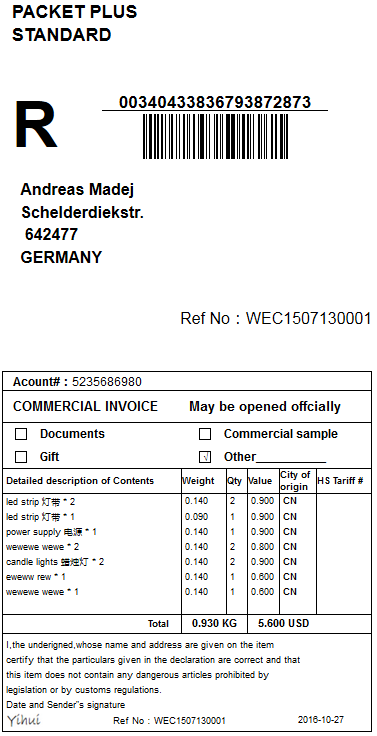 PACKET PLUS
STANDARD
R
00340433836793872873
Andreas Madej
Schelderdiekstr.
642477
GERMANY
Ref No：WEC1507130001
Acount#：5235686980
COMMERCIAL INVOICE May be opened offcially
Documents Commercial sample
Gift √ Other__________
Detailed description of Contents Weight Qty Value City of origin HS Tariff #
led strip 灯带 * 2 0.140 2 0.900 CN
led strip 灯带 * 1 0.090 1 0.900 CN
power supply 电源 * 1 0.140 1 0.900 CN
wewewe wewe * 2 0.140 2 0.800 CN
candle lights 蜡烛灯 * 2 0.140 2 0.900 CN
eweww rew * 1 0.140 1 0.600 CN
wewewe wewe * 1 0.140 1 0.600 CN
Total 0.930 KG 5.600 USD
I,the underigned,whose name and address are given on the item
certify that the particulars given in the declaration are correct and that
this item does not contain any dangerous articles prohibited by
legislation or by customs regulations.
Date and Sender"s signature
Yihui Ref No：WEC1507130001 2016-10-27